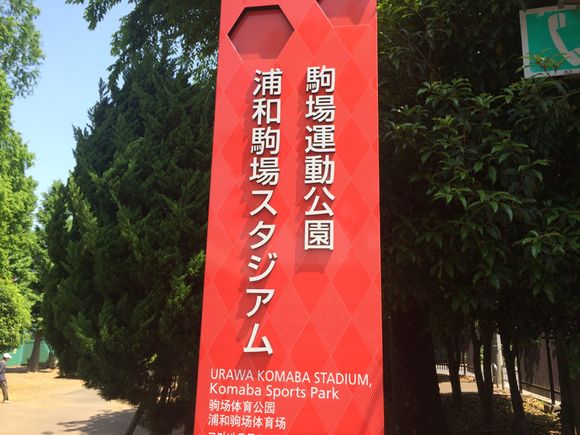 駒場運動公園
浦和駒場スタジアム
URAWA KOMABA STADIUM,
Komaba Sports Park
驹场体育公园
浦和驹场体育场